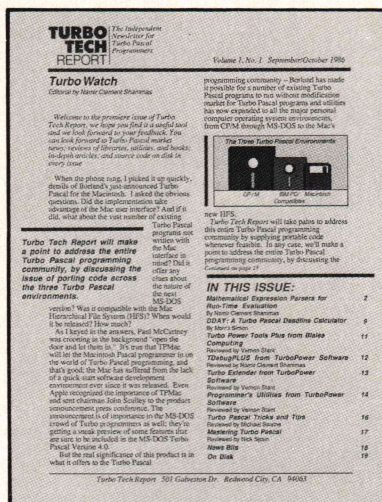 TURBO
TECH
REPORT
The Independent
Newsletter for
Turbo Pascal
Programmers
Volume 1, No. 1 September/October 1986
Turbo Watch
Editorial by Namir Clement Shammas
Welcome to the premiere issue of Turbo
Tech Report, we hope you find it a useful tool
and we look forward to your feedback. You
can look forward to Turbo Pascal market
news, reviews of libraries, utilities, and books;
in-depth articles; and source code on disk in
every issue.
When the phone rang, I picked it up quickly,
details of Borland's just-announced Turbo
Pascal for the Macintosh. I asked the obvious
questions. Did the implementation take
advantage of the Mac user interface? And if it
did, what about the vast number of existing
Turbo Pascal
programs not
written with
the Mac
interface in
mind? Did it
offer any
clues about
the nature of
the next
MS-DOS
version? Was it compatible with the Mac
Hierarchical File System (HFS)? When would
it be released? How much?
As I keyed in the answers, Paul McCartney
was crooning in the background "open the
door and let them in." It's true that TPMac
will let the Macintosh Pascal programmer in on
the world of Turbo Pascal programming, and
that's good; the Mac has suffered from the lack
of a quick-start software development
environment ever since it was released. Even
Apple recognized the importance of TPMac
and sent chairman John Sculley to the product
announcement press conference. The
announcement is of importance to the MS-DOS
crowd of Turbo programmers as well; they're
getting a sneak preview of some features that
are sure to be included in the MS-DOS Turbo
Pascal Version 4.0.
But the real significance of this product is in
what it offers to the Turbo Pascal
Turbo Tech Report will make
a point to address the entire
Turbo Pascal programming
community, by discussing the
issue of porting code across
the three Turbo Pascal
environments.
programming community – Borland has made
it possible for a number of existing Turbo
Pascal programs to run without modification
market for Turbo Pascal programs and utilities
has now expanded to all the major personal
computer operating system environments,
from CP/M through MS-DOS to the Mac's
The Three Turbo Pascal Environments
CP/M
IBM-PC
Compatibles
Macintosh
new HFS.
Turbo Tech Report will take pains to address
this entire Turbo Pascal programming
community by supplying portable code
whenever feasible. In any case, we'll make a
point to address the entire Turbo Pascal
programming community, by discussing the
Continued on page 15
IN THIS ISSUE:
Mathematical Expression Parsers for 2
Run-Time Evaluation
By Namir Clement Shammas
DDAY: A Turbo Pascal Deadline Calculator 9
By Morris Simon
Turbo Power Tools Plus from Blaise 11
Computing
Reviewed by Vernon Stant
TDebugPLUS from TurboPower Software 12
Reviewed by Namir Clement Shammas
Turbo Extender from TurboPower 13
Software
Reviewed by Vernon Stant
Programmer's Utilities from TurboPower 14
Software
Reviewed by Vernon Stant
Turbo Pascal Tricks and Tips 16
Reviewed by Michael Swaine
Mastering Turbo Pascal 17
Reviewed by Nick Spain
News Bits 18
On Disk 19
Turbo Tech Report 501 Galveston Dr. Redwood City, CA 94063